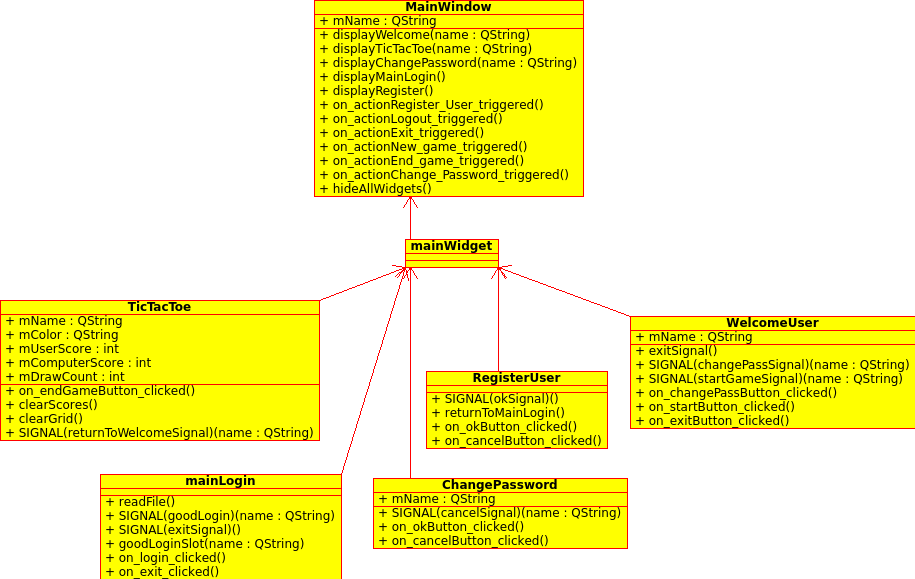 MainWindow
+ mName : QString
+ displayWelcome(name : QString)
+ displayTicTacToe(name : QString)
+ displayChangePassword(name : QString)
+ displayMainLogin()
+ displayRegister()
+ on_actionRegister_User_triggered()
+ on_actionLogout_triggered()
+ on_actionExit_triggered()
+ on_actionNew_game_triggered()
+ on_actionEnd_game_triggered()
+ on_actionChange_Password_triggered()
+ hideAllWidgets()
mainWidget
TicTacToe
+ mName : QString
+ mColor : QString
+ mUserScore : int
+ mComputerScore : int
+ mDrawCount : int
+ on_endGameButton_clicked()
+ clearScores()
+ clearGrid()
+ SIGNAL(returnToWelcomeSignal)(name : QString)
WelcomeUser
+ mName : QString
+ exitSignal()
+ SIGNAL(changePassSignal)(name : QString)
+ SIGNAL(startGameSignal)(name : QString)
+ on_changePassButton_clicked()
+ on_startButton_clicked()
+ on_exitButton_clicked()
RegisterUser
+ SIGNAL(okSignal)()
+ returnToMainLogin()
+ on_okButton_clicked()
+ on_cancelButton_clicked()
mainLogin
+ readFile()
+ SIGNAL(goodLogin)(name : QString)
+ SIGNAL(exitSignal)()
+ goodLoginSlot(name : QString)
+ on_login_clicked()
+ on_exit_clicked()
ChangePassword
+ mName : QString
+ SIGNAL(cancelSignal)(name : QString)
+ on_okButton_clicked()
+ on_cancelButton_clicked()